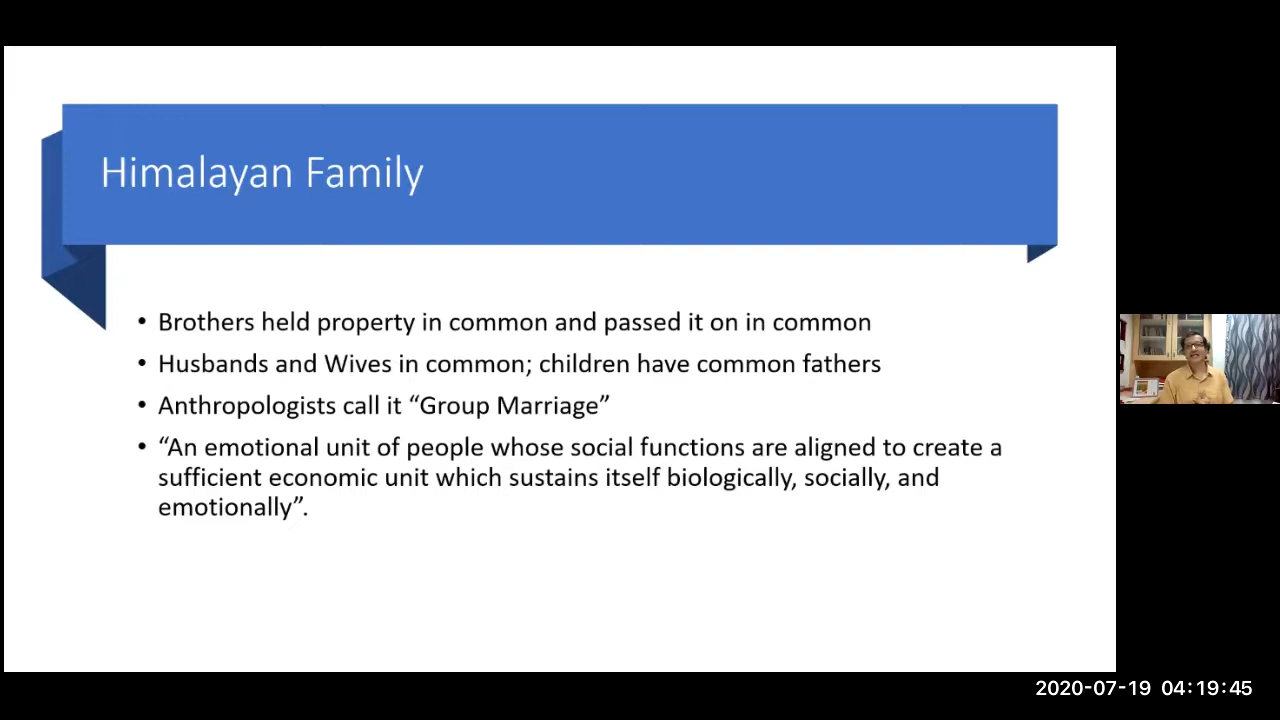 Himalayan Family
• Brothers held property in common and passed it on in common
• Husbands and Wives in common; children have common fathers
• Anthropologists call it “Group Marriage”
• “An emotional unit of people whose social functions are aligned to create a
sufficient economic unit which sustains itself biologically, socially, and
emotionally”.
2020-07-19 04:19:45